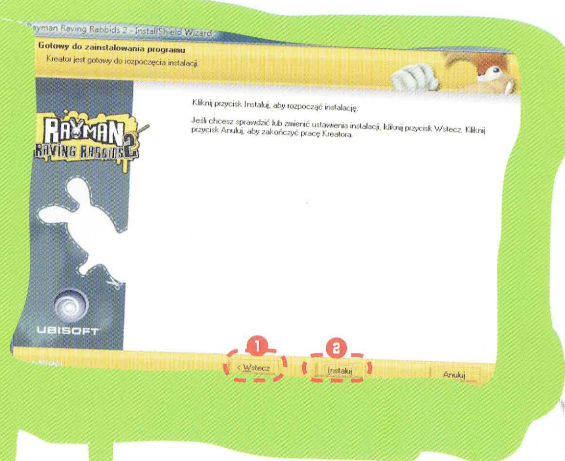 Rayman Raving Rabbids 2 - InstallShield Wizard
Gotowy do zainstalowania programu
Kreator jest gotowy do rozpoczęcia instalacji.
Kliknij przycisk Instaluj, aby rozpocząć instalację.
Jeśli chcesz sprawdzić lub zmienić ustawienia instalacji, kliknij przycisk Wstecz. Kliknij
przycisk Anuluj, aby zakończyć pracę Kreatora.
RAYMAN
RAVING RABBIDS 2
UBISOFT
1
2
< Wstecz
Instaluj
Anuluj